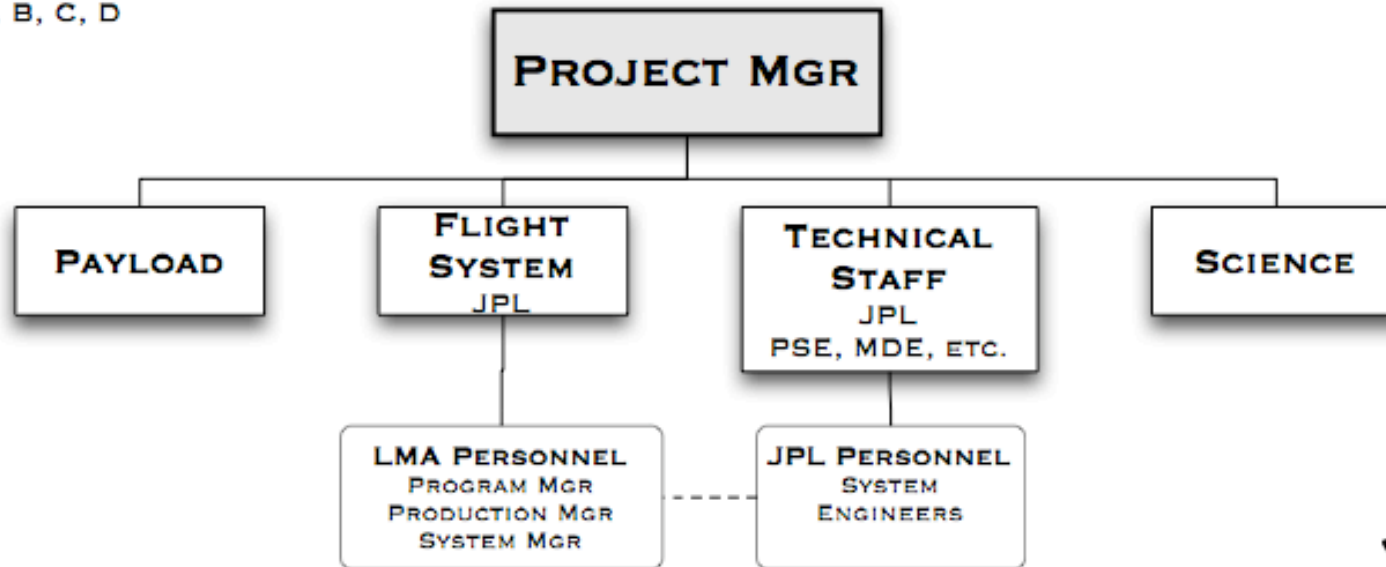 B, C, D
PROJECT MGR
PAYLOAD
FLIGHT
SYSTEM
JPL
TECHNICAL
STAFF
JPL
PSE, MDE, ETC.
SCIENCE
LMA PERSONNEL
PROGRAM MGR
PRODUCTION MGR
SYSTEM MGR
JPL PERSONNEL
SYSTEM
ENGINEERS